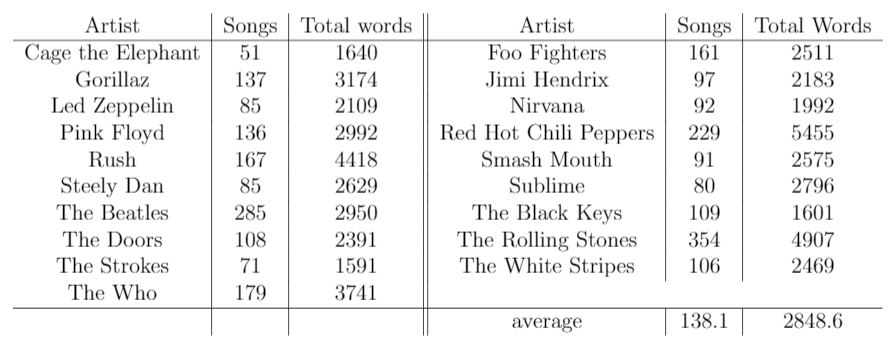 Artist Songs Total words Artist Songs Total Words
Cage the Elephant 51 1640 Foo Fighters 161 2511
Gorillaz 137 3174 Jimi Hendrix 97 2183
Led Zeppelin 85 2109 Nirvana 92 1992
Pink Floyd 136 2992 Red Hot Chili Peppers 229 5455
Rush 167 4418 Smash Mouth 91 2575
Steely Dan 85 2629 Sublime 80 2796
The Beatles 285 2950 The Black Keys 109 1601
The Doors 108 2391 The Rolling Stones 354 4907
The Strokes 71 1591 The White Stripes 106 2469
The Who 179 3741
average 138.1 2848.6